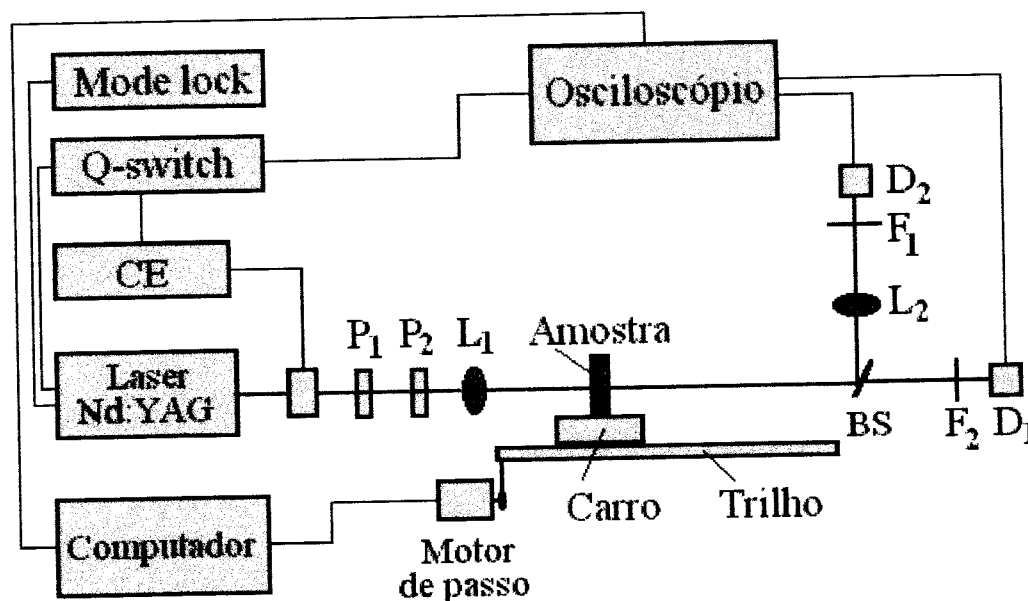 Mode lock
Osciloscópio
Q-switch
D2
F1
CE
L2
P1 P2 L1 Amostra
Laser
Nd:YAG
BS F2 D1
Carro Trilho
Computador
Motor
de passo